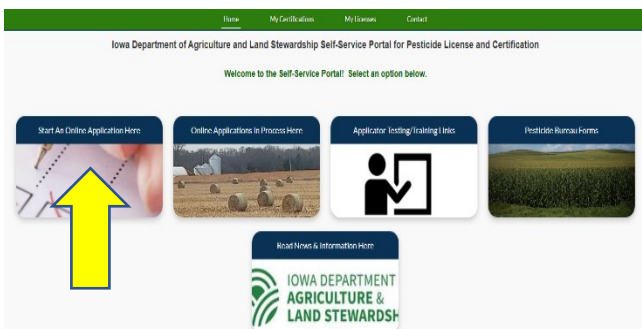 Home My Certifications My Licenses Contact
Iowa Department of Agriculture and Land Stewardship Self-Service Portal for Pesticide License and Certification
Welcome to the Self-Service Portal! Select an option below.
Start An Online Application Here Online Applications In Process Here Applicator Testing/Training Links Pesticide Bureau Forms
Read News & Information Here
IOWA DEPARTMENT
AGRICULTURE &
LAND STEWARDSH